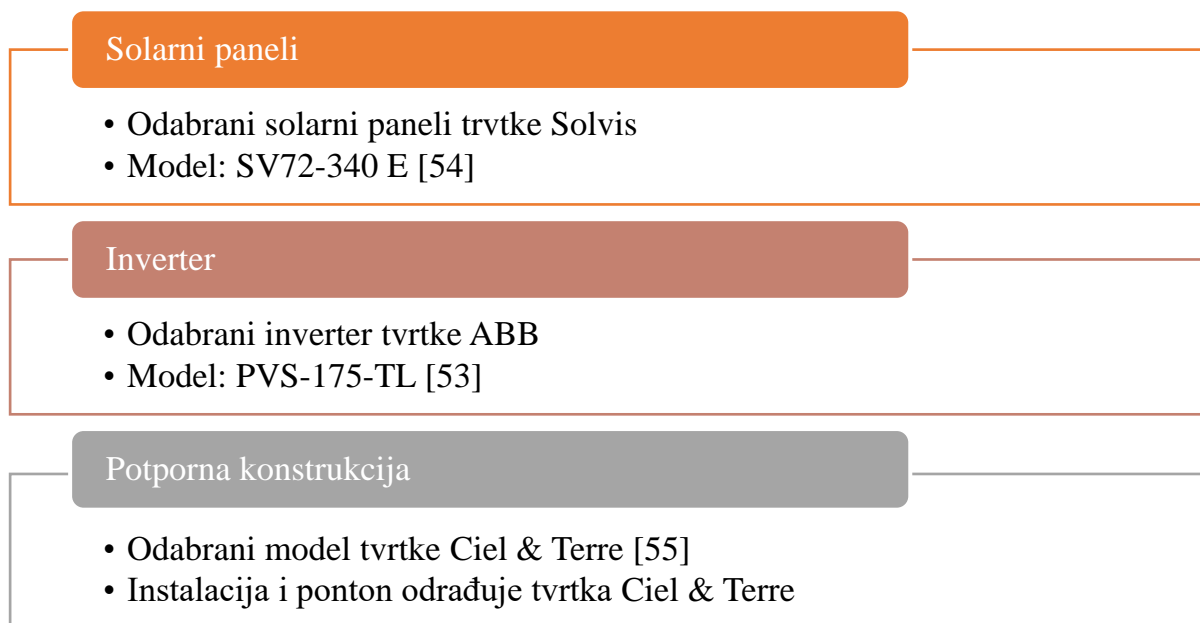 Solarni paneli
• Odabrani solarni paneli trvtke Solvis
• Model: SV72-340 E [54]
Inverter
• Odabrani inverter tvrtke ABB
• Model: PVS-175-TL [53]
Potporna konstrukcija
• Odabrani model tvrtke Ciel & Terre [55]
• Instalacija i ponton odrađuje tvrtka Ciel & Terre